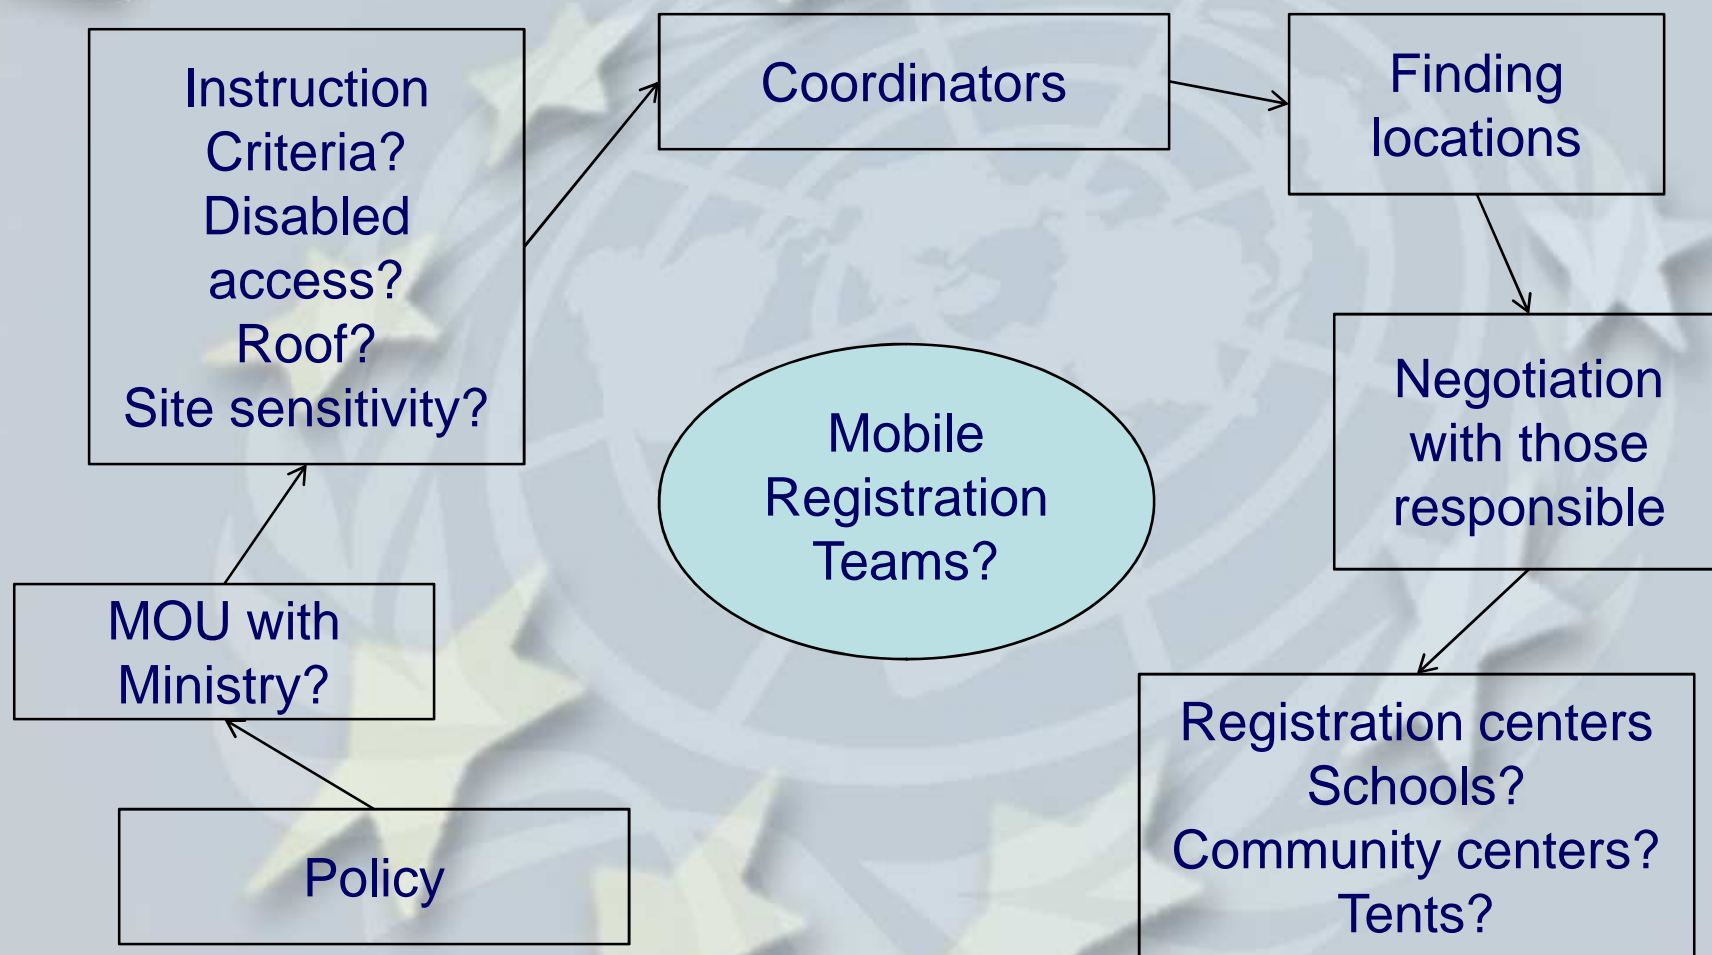 Instruction
Criteria?
Disabled
access?
Roof?
Site sensitivity?
Coordinators
Finding
locations
Negotiation
with those
responsible
Mobile
Registration
Teams?
MOU with
Ministry?
Policy
Registration centers
Schools?
Community centers?
Tents?